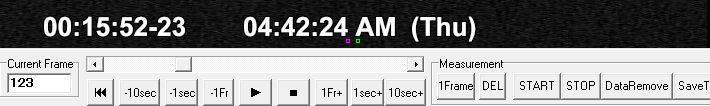 00:15:52-23 04:42:24 AM (Thu)
Current Frame
Measurement
123
-10sec -1sec -1Fr 1Fr+ 1sec+ 10sec+ 1Frame DEL START STOP DataRemove SaveT